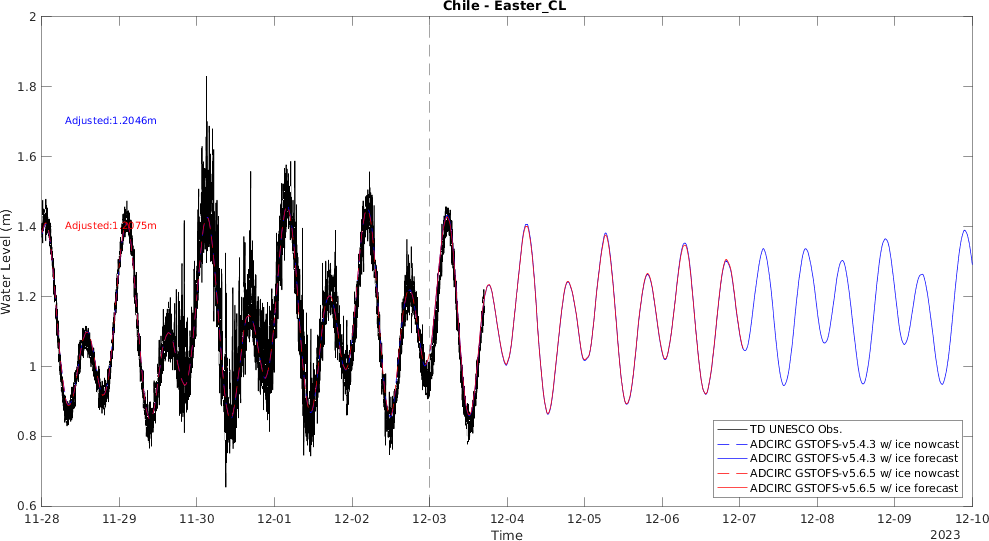 Chile - Easter_CL
Water Level (m)
2
1.8
1.6
1.4
1.2
1
0.8
0.6
Adjusted:1.2046m
TD UNESCO Obs.
ADCIRC GSTOFS-v5.4.3 w/ ice nowcast
ADCIRC GSTOFS-v5.4.3 w/ ice forecast
ADCIRC GSTOFS-v5.6.5 w/ ice nowcast
ADCIRC GSTOFS-v5.6.5 w/ ice forecast
11-28 11-29 11-30 12-01 12-02 12-03 12-04 12-05 12-06 12-07 12-08 12-09 12-10
Time
2023